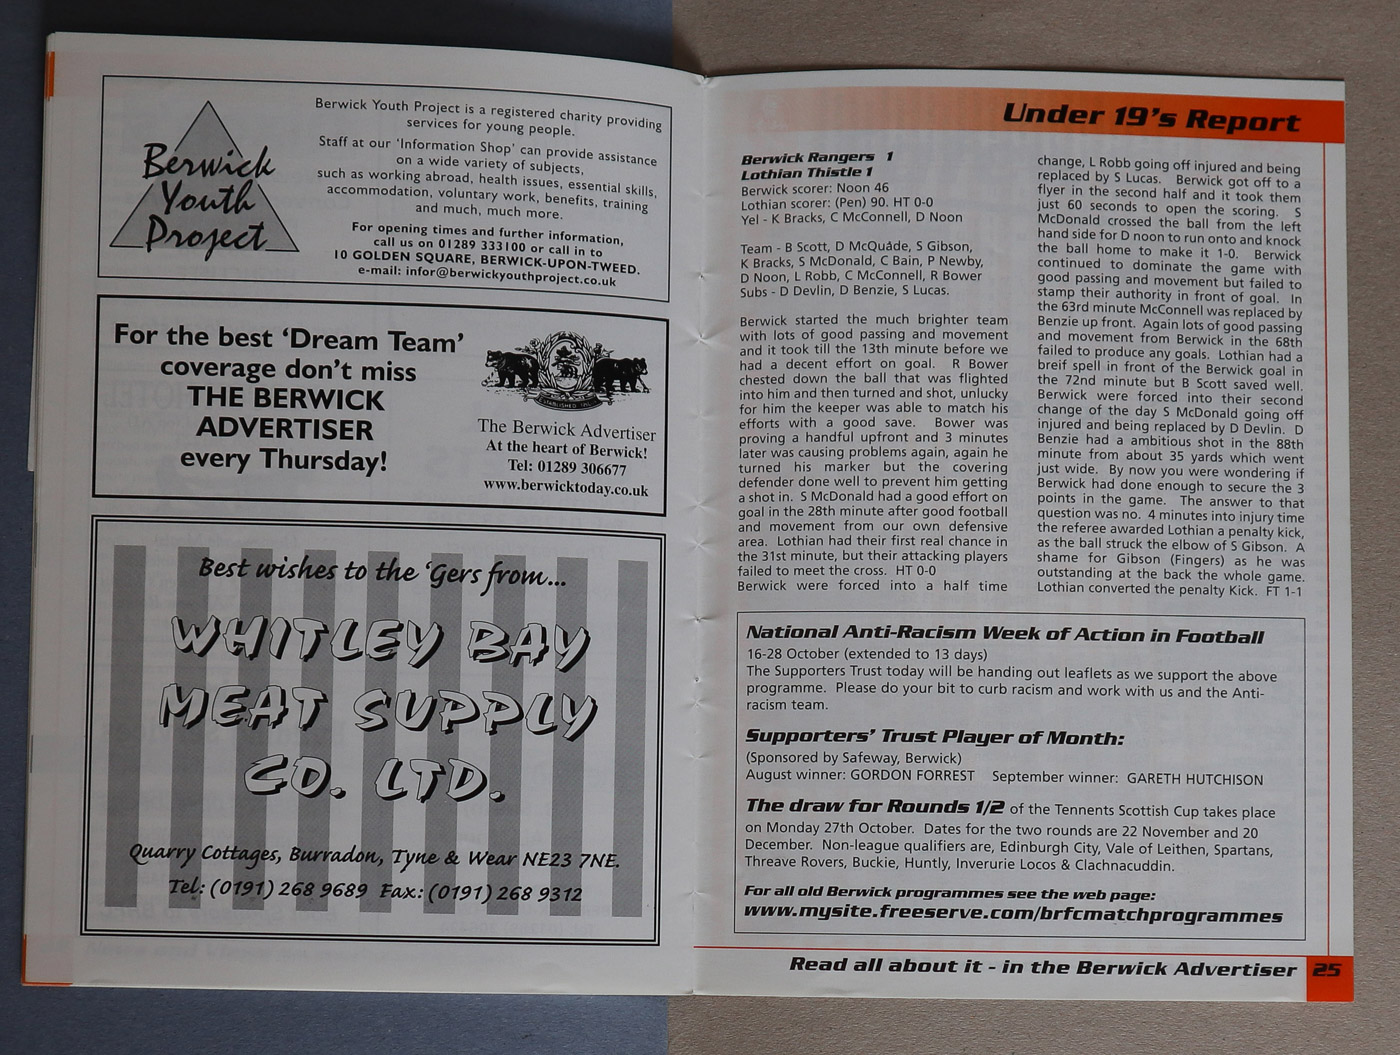 Berwick
Youth
Project
Berwick Youth Project is a registered charity providing
services for young people.
Staff at our 'Information Shop' can provide assistance
on a wide variety of subjects,
such as working abroad, health issues, essential skills,
accommodation, voluntary work, benefits, training
and much, much more.
For opening times and further information,
call us on 01289 333100 or call in to
10 GOLDEN SQUARE, BERWICK-UPON-TWEED.
e-mail: infor@berwickyouthproject.co.uk
For the best 'Dream Team'
coverage don't miss
THE BERWICK
ADVERTISER
every Thursday!
The Berwick Advertiser
At the heart of Berwick!
Tel: 01289 306677
www.berwicktoday.co.uk
Best wishes to the 'Gers from...
WHITLEY BAY
MEAT SUPPLY
CO. LTD.
Quarry Cottages, Burradon, Tyne & Wear NE23 7NE.
Tel: (0191) 268 9689 Fax: (0191) 268 9312
Under 19's Report
Berwick Rangers 1
Lothian Thistle 1
Berwick scorer: Noon 46
Lothian scorer: (Pen) 90. HT 0-0
Yel - K Bracks, C McConnell, D Noon
Team - B Scott, D McQuade, S Gibson,
K Bracks, S McDonald, C Bain, P Newby,
D Noon, L Robb, C McConnell, R Bower
Subs - D Devlin, D Benzie, S Lucas.
Berwick started the much brighter team
with lots of good passing and movement
and it took till the 13th minute before we
had a decent effort on goal. R Bower
chested down the ball that was flighted
into him and then turned and shot, unlucky
for him the keeper was able to match his
efforts with a good save. Bower was
proving a handful upfront and 3 minutes
later was causing problems again, again he
turned his marker but the covering
defender done well to prevent him getting
a shot in. S McDonald had a good effort on
goal in the 28th minute after good football
and movement from our own defensive
area. Lothian had their first real chance in
the 31st minute, but their attacking players
failed to meet the cross. HT 0-0
Berwick were forced into a half time
change, L Robb going off injured and being
replaced by S Lucas. Berwick got off to a
flyer in the second half and it took them
just 60 seconds to open the scoring. S
McDonald crossed the ball from the left
hand side for D noon to run onto and knock
the ball home to make it 1-0. Berwick
continued to dominate the game with
good passing and movement but failed to
stamp their authority in front of goal. In
the 63rd minute McConnell was replaced by
Benzie up front. Again lots of good passing
and movement from Berwick in the 68th
failed to produce any goals. Lothian had a
breif spell in front of the Berwick goal in
the 72nd minute but B Scott saved well.
Berwick were forced into their second
change of the day S McDonald going off
injured and being replaced by D Devlin. D
Benzie had a ambitious shot in the 88th
minute from about 35 yards which went
just wide. By now you were wondering if
Berwick had done enough to secure the 3
points in the game. The answer to that
question was no. 4 minutes into injury time
the referee awarded Lothian a penalty kick,
as the ball struck the elbow of S Gibson. A
shame for Gibson (Fingers) as he was
outstanding at the back the whole game.
Lothian converted the penalty Kick. FT 1-1
National Anti-Racism Week of Action in Football
16-28 October (extended to 13 days)
The Supporters Trust today will be handing out leaflets as we support the above
programme. Please do your bit to curb racism and work with us and the Anti-
racism team.
Supporters' Trust Player of Month:
(Sponsored by Safeway, Berwick)
August winner: GORDON FORREST September winner: GARETH HUTCHISON
The draw for Rounds 1/2 of the Tennents Scottish Cup takes place
on Monday 27th October. Dates for the two rounds are 22 November and 20
December. Non-league qualifiers are, Edinburgh City, Vale of Leithen, Spartans,
Threave Rovers, Buckie, Huntly, Inverurie Locos & Clachnacuddin.
For all old Berwick programmes see the web page:
www.mysite.freeserve.com/brfcmatchprogrammes
Read all about it - in the Berwick Advertiser 25